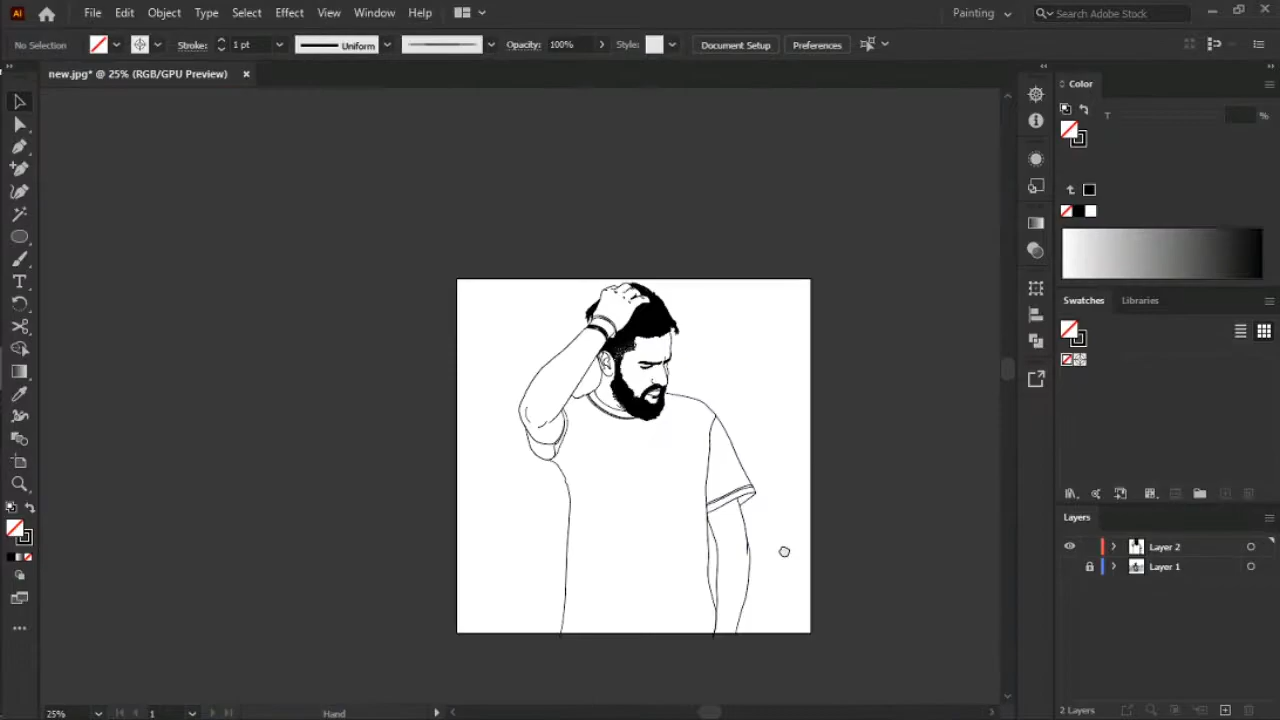 Ai File Edit Object Type Select Effect View Window Help Painting Search Adobe Stock
No Selection Stroke: 1 pt Uniform Opacity: 100% Style: Document Setup Preferences
new.jpg* @ 25% (RGB/GPU Preview)
Color
T %
Swatches Libraries
Layers
Layer 2
Layer 1
25% 1 Hand 2 Layers